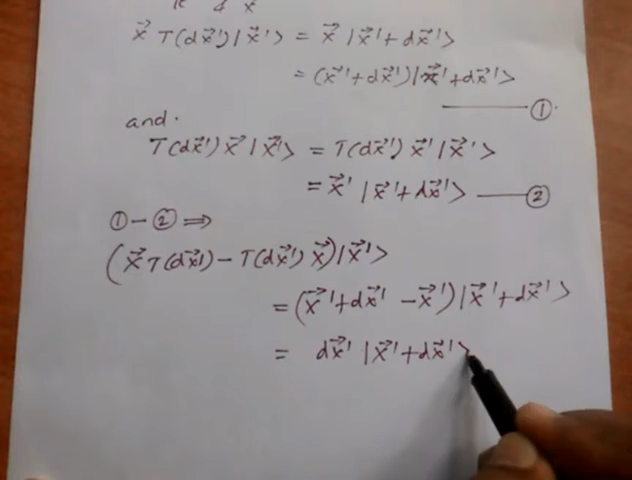 x⃗ T(dx⃗')|x⃗'> = x⃗ |x⃗'+dx⃗'>
= (x⃗'+dx⃗')|x⃗'+dx⃗'>
①.
and.
T(dx⃗') x⃗ |x⃗'> = T(dx⃗') x⃗' |x⃗'>
= x⃗' |x⃗'+dx⃗'> ②
①-② ⇒
(x⃗ T(dx⃗')-T(dx⃗') x⃗)|x⃗'>
= (x⃗'+dx⃗' -x⃗')|x⃗'+dx⃗'>
= dx⃗' |x⃗'+dx⃗'>